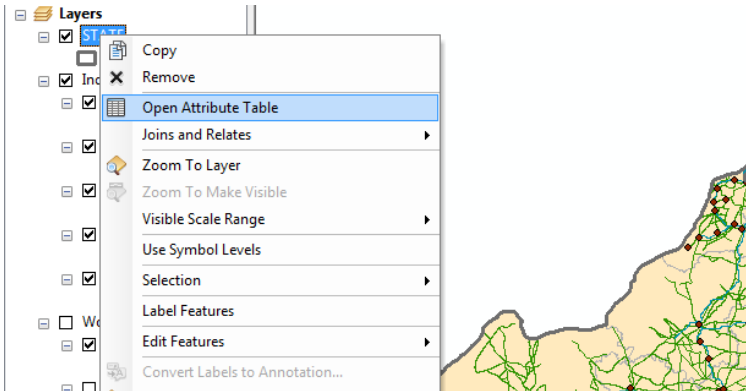 Layers
STATE
Copy
Remove
Open Attribute Table
Joins and Relates
Zoom To Layer
Zoom To Make Visible
Visible Scale Range
Use Symbol Levels
Selection
Label Features
Edit Features
Convert Labels to Annotation...